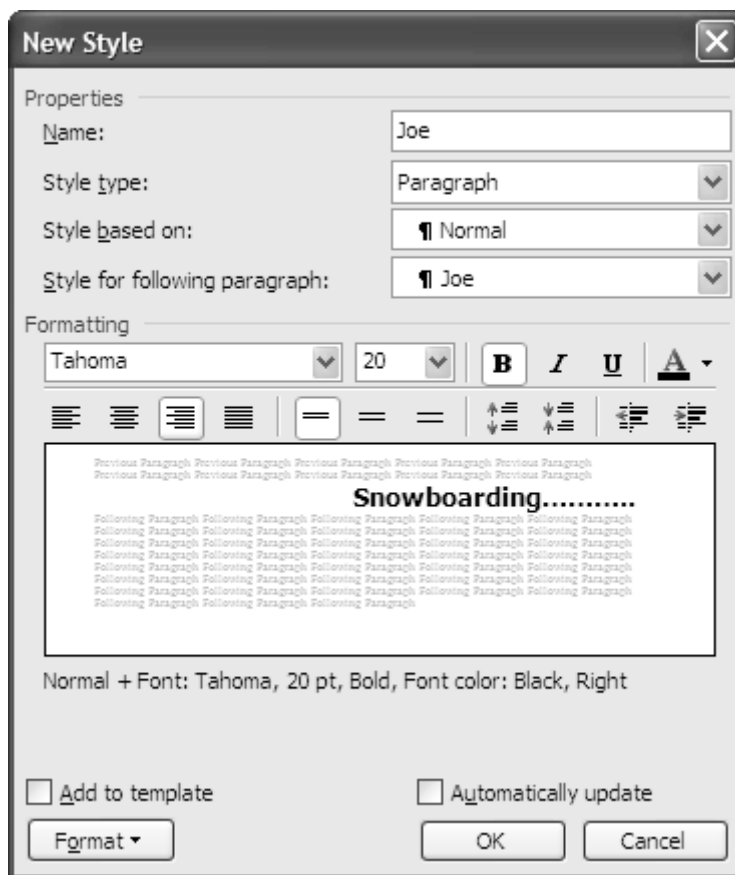 New Style
Properties
Name:
Joe
Style type:
Paragraph
Style based on:
¶ Normal
Style for following paragraph:
¶ Joe
Formatting
Tahoma
20
B I U A
Previous Paragraph Previous Paragraph Previous Paragraph Previous Paragraph Previous Paragraph
Previous Paragraph Previous Paragraph Previous Paragraph Previous Paragraph Previous Paragraph
Snowboarding...........
Following Paragraph Following Paragraph Following Paragraph Following Paragraph Following Paragraph
Following Paragraph Following Paragraph Following Paragraph Following Paragraph Following Paragraph
Following Paragraph Following Paragraph Following Paragraph Following Paragraph Following Paragraph
Following Paragraph Following Paragraph Following Paragraph Following Paragraph Following Paragraph
Following Paragraph Following Paragraph Following Paragraph Following Paragraph Following Paragraph
Following Paragraph Following Paragraph Following Paragraph Following Paragraph Following Paragraph
Following Paragraph Following Paragraph Following Paragraph Following Paragraph Following Paragraph
Following Paragraph Following Paragraph Following Paragraph
Normal + Font: Tahoma, 20 pt, Bold, Font color: Black, Right
Add to template
Automatically update
Format
OK
Cancel